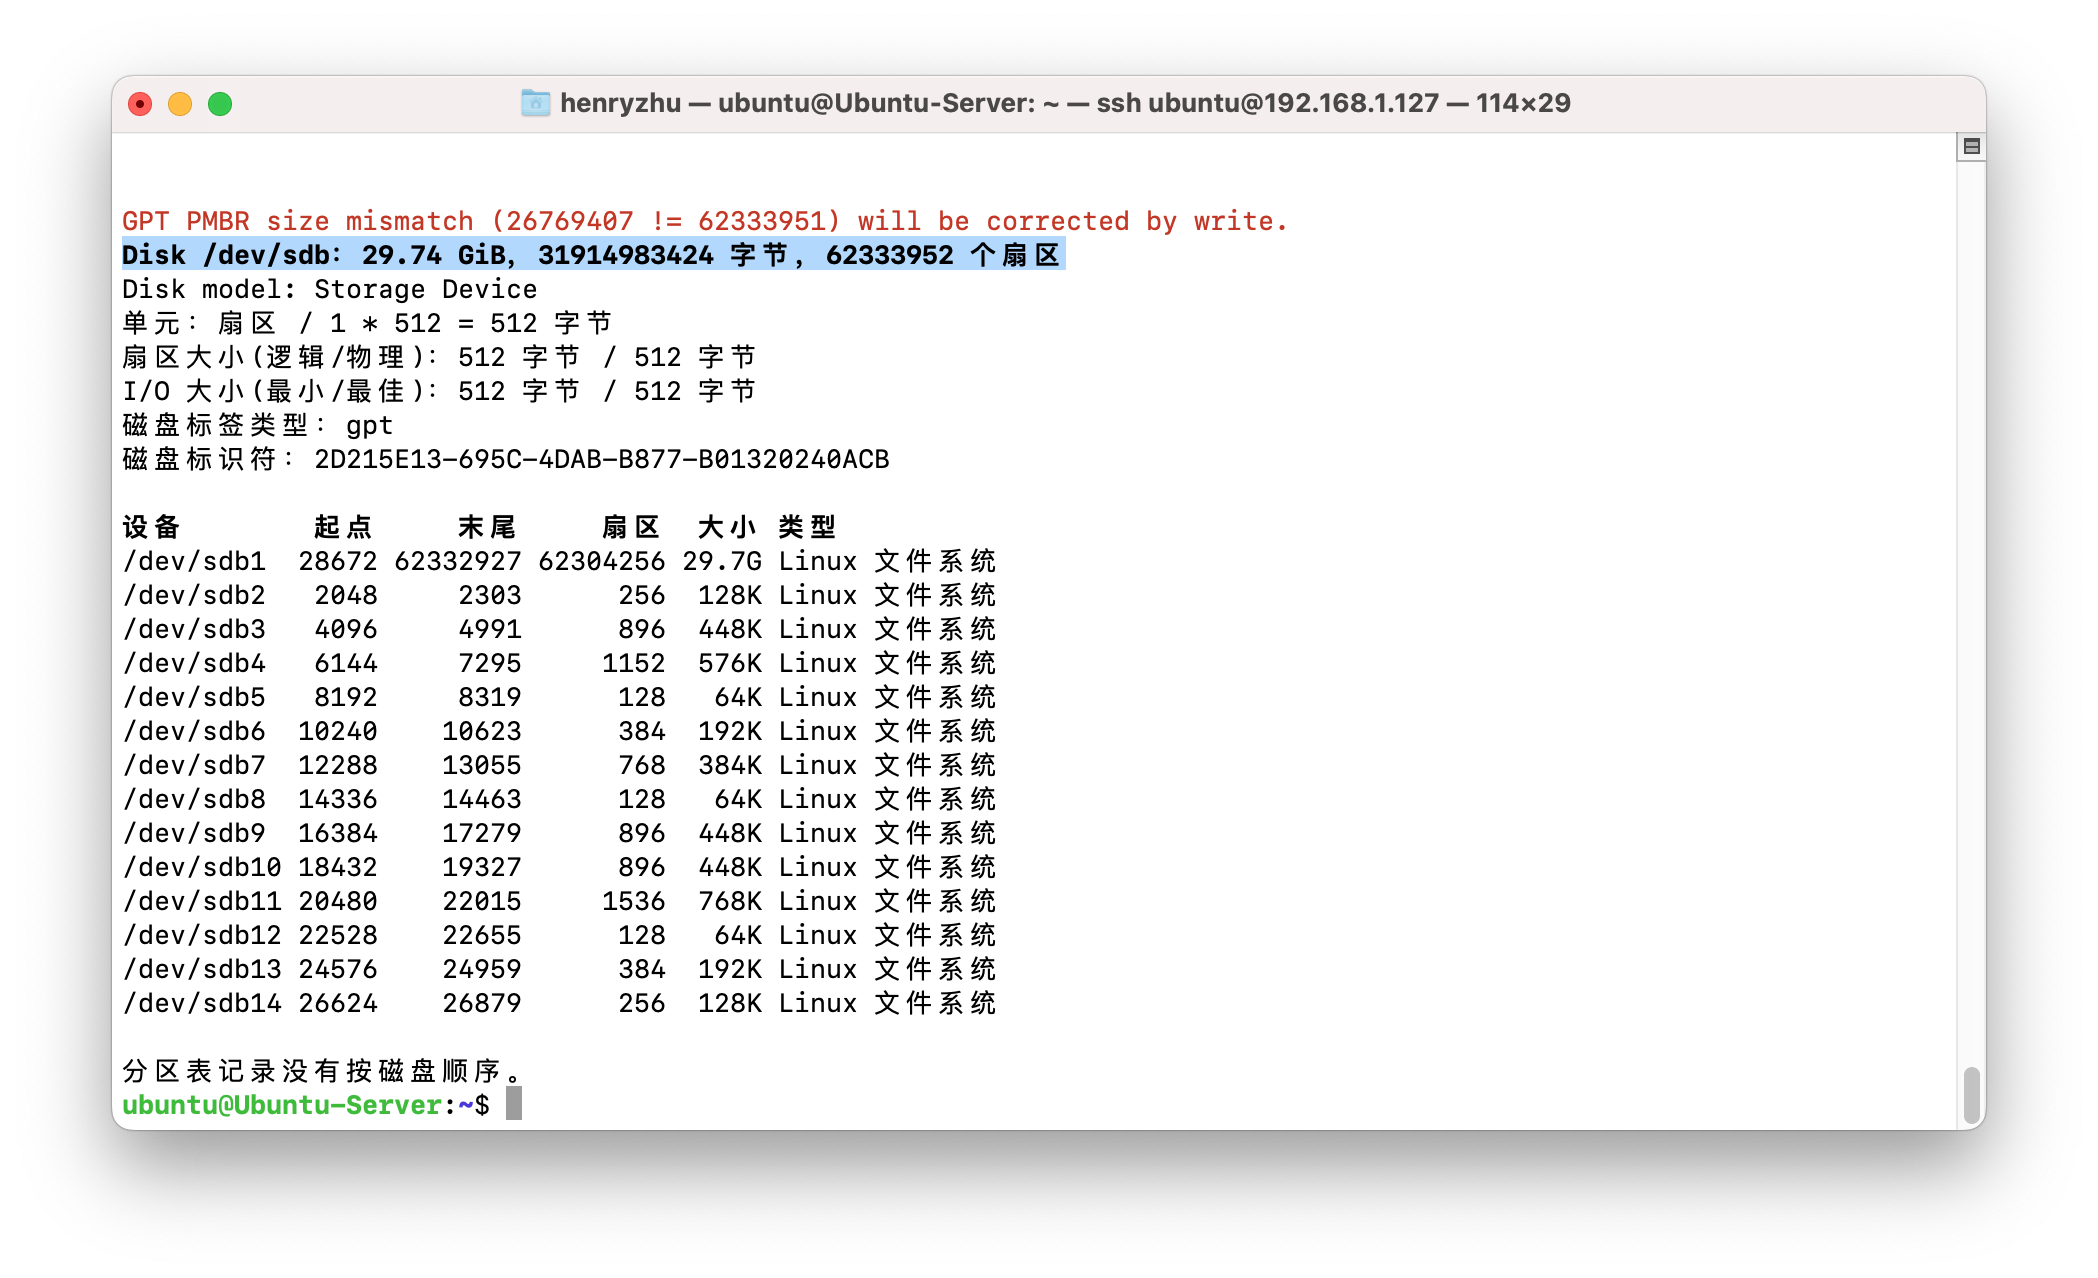 henryzhu — ubuntu@Ubuntu-Server: ~ — ssh ubuntu@192.168.1.127 — 114×29
GPT PMBR size mismatch (26769407 != 62333951) will be corrected by write.
Disk /dev/sdb：29.74 GiB，31914983424 字节，62333952 个扇区
Disk model: Storage Device
单元：扇区 / 1 * 512 = 512 字节
扇区大小(逻辑/物理)：512 字节 / 512 字节
I/O 大小(最小/最佳)：512 字节 / 512 字节
磁盘标签类型：gpt
磁盘标识符：2D215E13-695C-4DAB-B877-B01320240ACB
设备 起点 末尾 扇区 大小 类型
/dev/sdb1 28672 62332927 62304256 29.7G Linux 文件系统
/dev/sdb2 2048 2303 256 128K Linux 文件系统
/dev/sdb3 4096 4991 896 448K Linux 文件系统
/dev/sdb4 6144 7295 1152 576K Linux 文件系统
/dev/sdb5 8192 8319 128 64K Linux 文件系统
/dev/sdb6 10240 10623 384 192K Linux 文件系统
/dev/sdb7 12288 13055 768 384K Linux 文件系统
/dev/sdb8 14336 14463 128 64K Linux 文件系统
/dev/sdb9 16384 17279 896 448K Linux 文件系统
/dev/sdb10 18432 19327 896 448K Linux 文件系统
/dev/sdb11 20480 22015 1536 768K Linux 文件系统
/dev/sdb12 22528 22655 128 64K Linux 文件系统
/dev/sdb13 24576 24959 384 192K Linux 文件系统
/dev/sdb14 26624 26879 256 128K Linux 文件系统
分区表记录没有按磁盘顺序。
ubuntu@Ubuntu-Server:~$